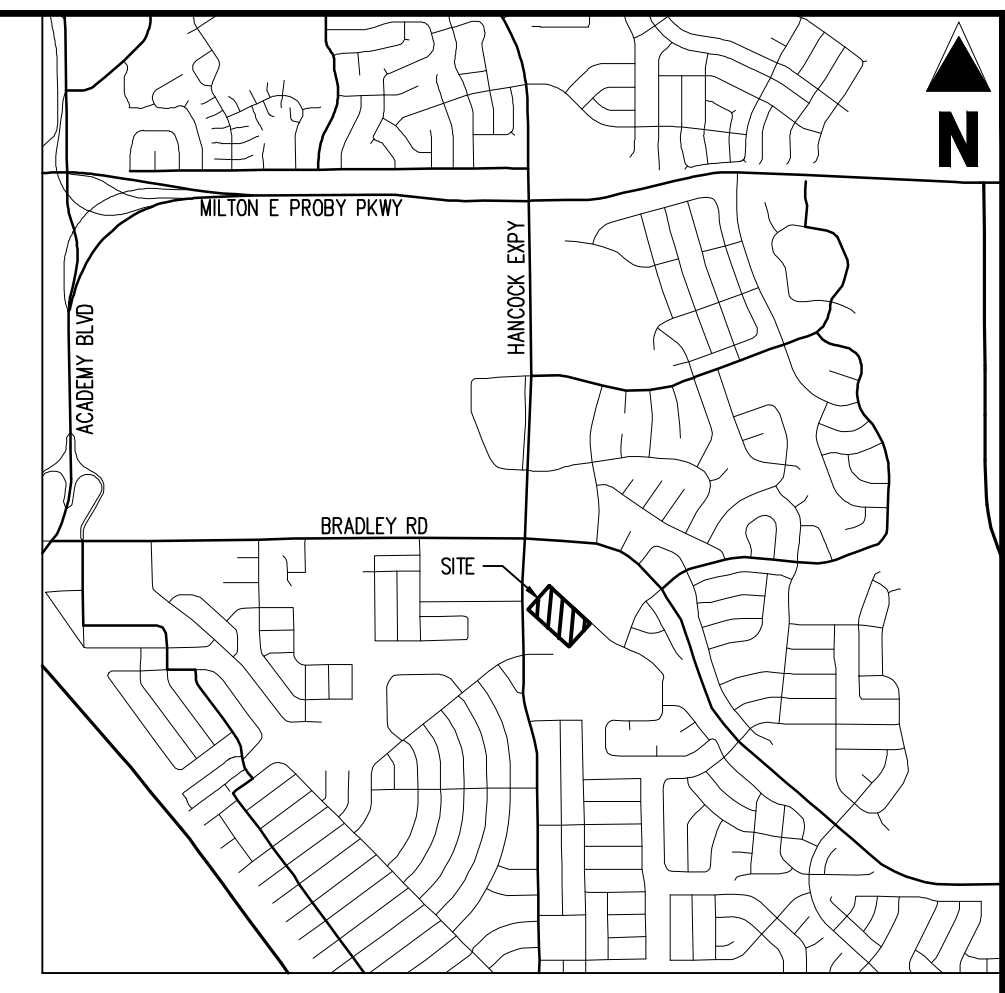 N
MILTON E PROBY PKWY
HANCOCK EXPY
ACADEMY BLVD
BRADLEY RD
SITE